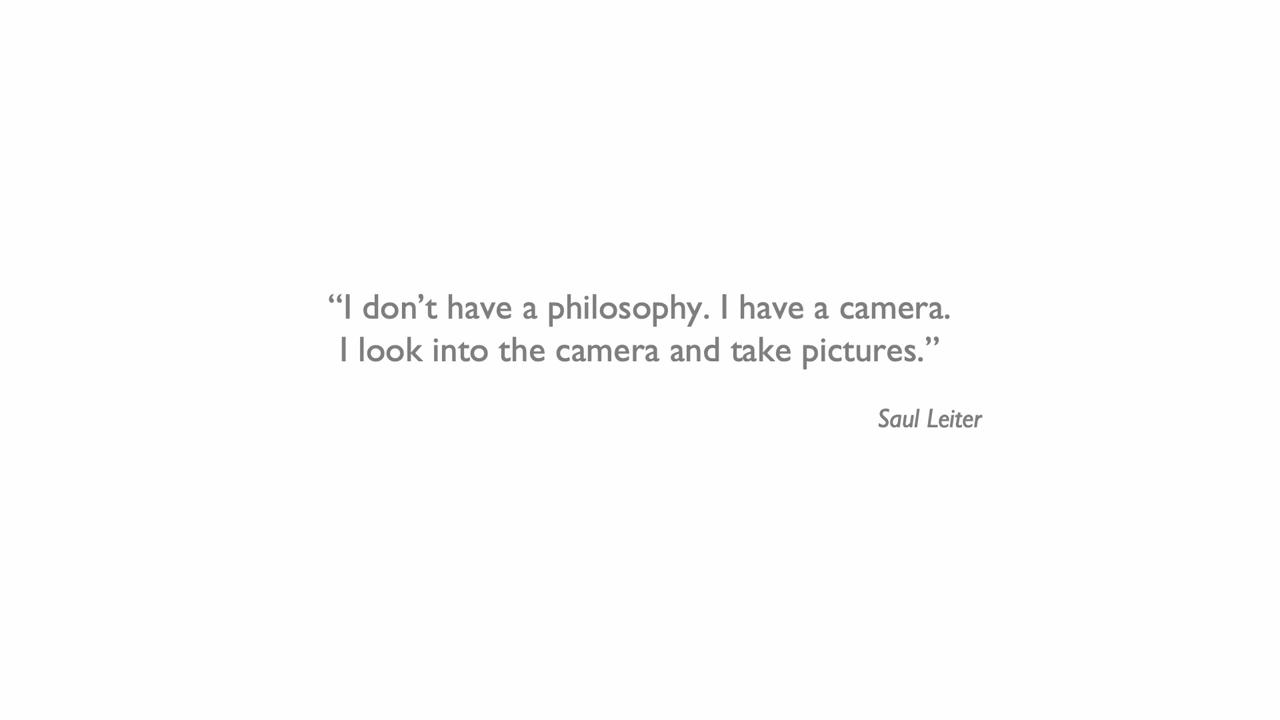 “I don’t have a philosophy. I have a camera.
I look into the camera and take pictures.”
Saul Leiter